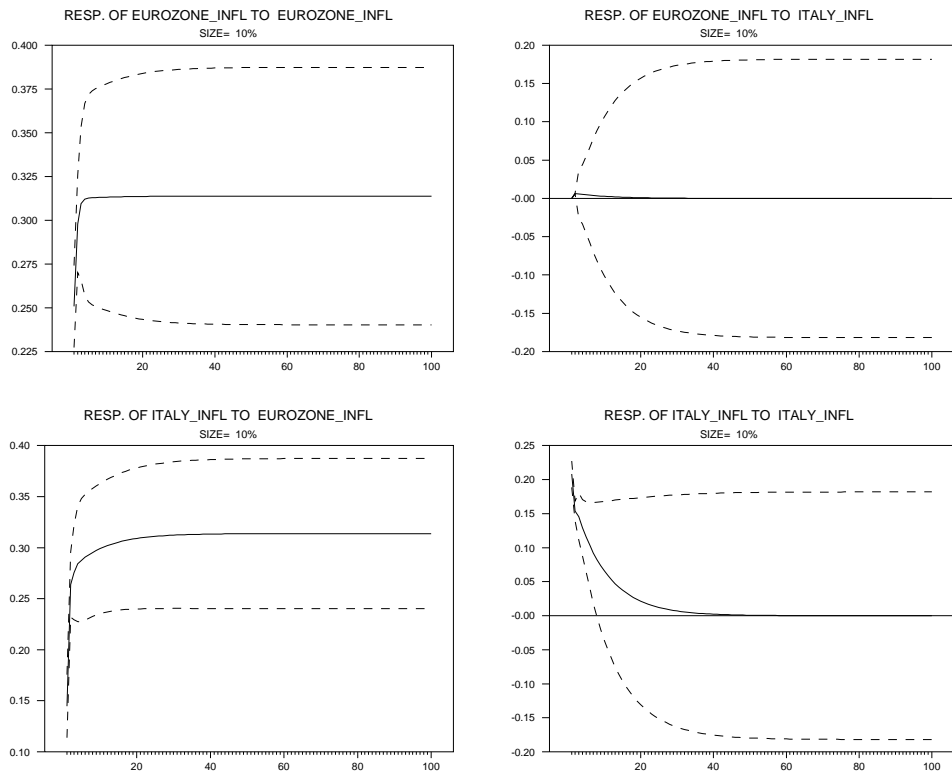 RESP. OF EUROZONE_INFL TO EUROZONE_INFL
SIZE= 10%
0.400
0.375
0.350
0.325
0.300
0.275
0.250
0.225
20 40 60 80 100
RESP. OF EUROZONE_INFL TO ITALY_INFL
SIZE= 10%
0.20
0.15
0.10
0.05
-0.00
-0.05
-0.10
-0.15
-0.20
20 40 60 80 100
RESP. OF ITALY_INFL TO EUROZONE_INFL
SIZE= 10%
0.40
0.35
0.30
0.25
0.20
0.15
0.10
20 40 60 80 100
RESP. OF ITALY_INFL TO ITALY_INFL
SIZE= 10%
0.25
0.20
0.15
0.10
0.05
-0.00
-0.05
-0.10
-0.15
-0.20
20 40 60 80 100